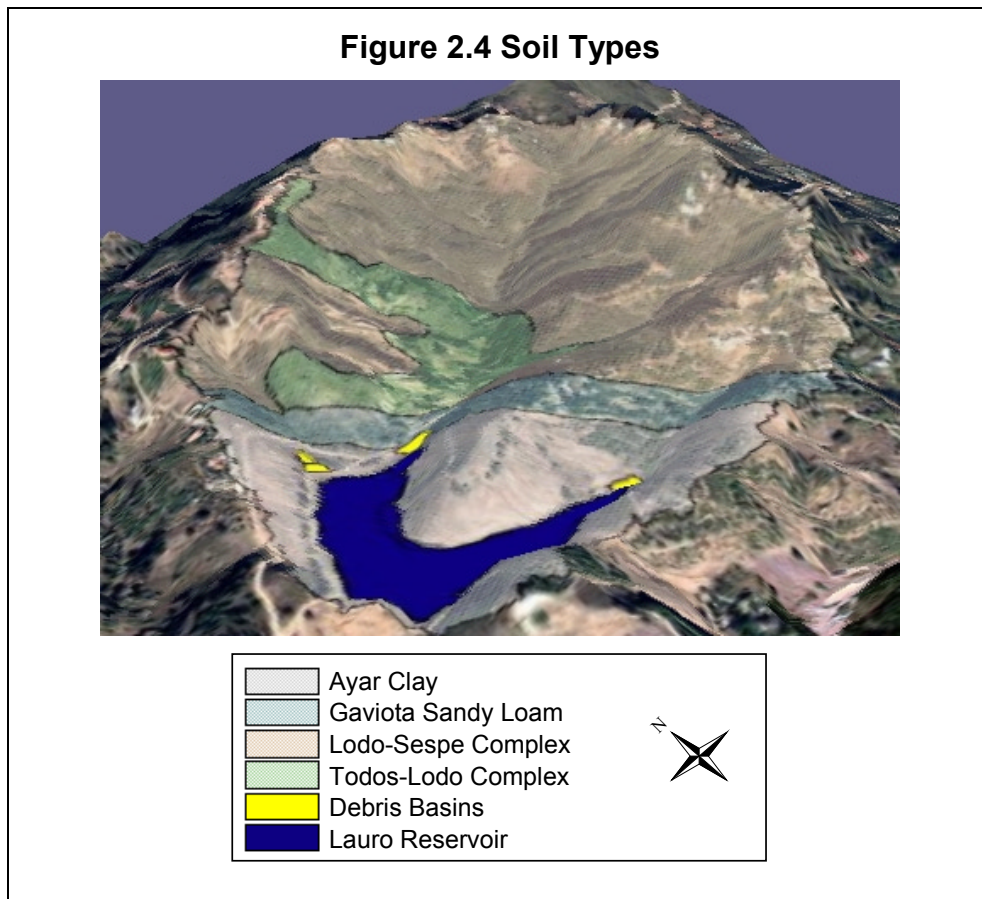 Figure 2.4 Soil Types
Ayar Clay
Gaviota Sandy Loam
Lodo-Sespe Complex
Todos-Lodo Complex
Debris Basins
Lauro Reservoir
N